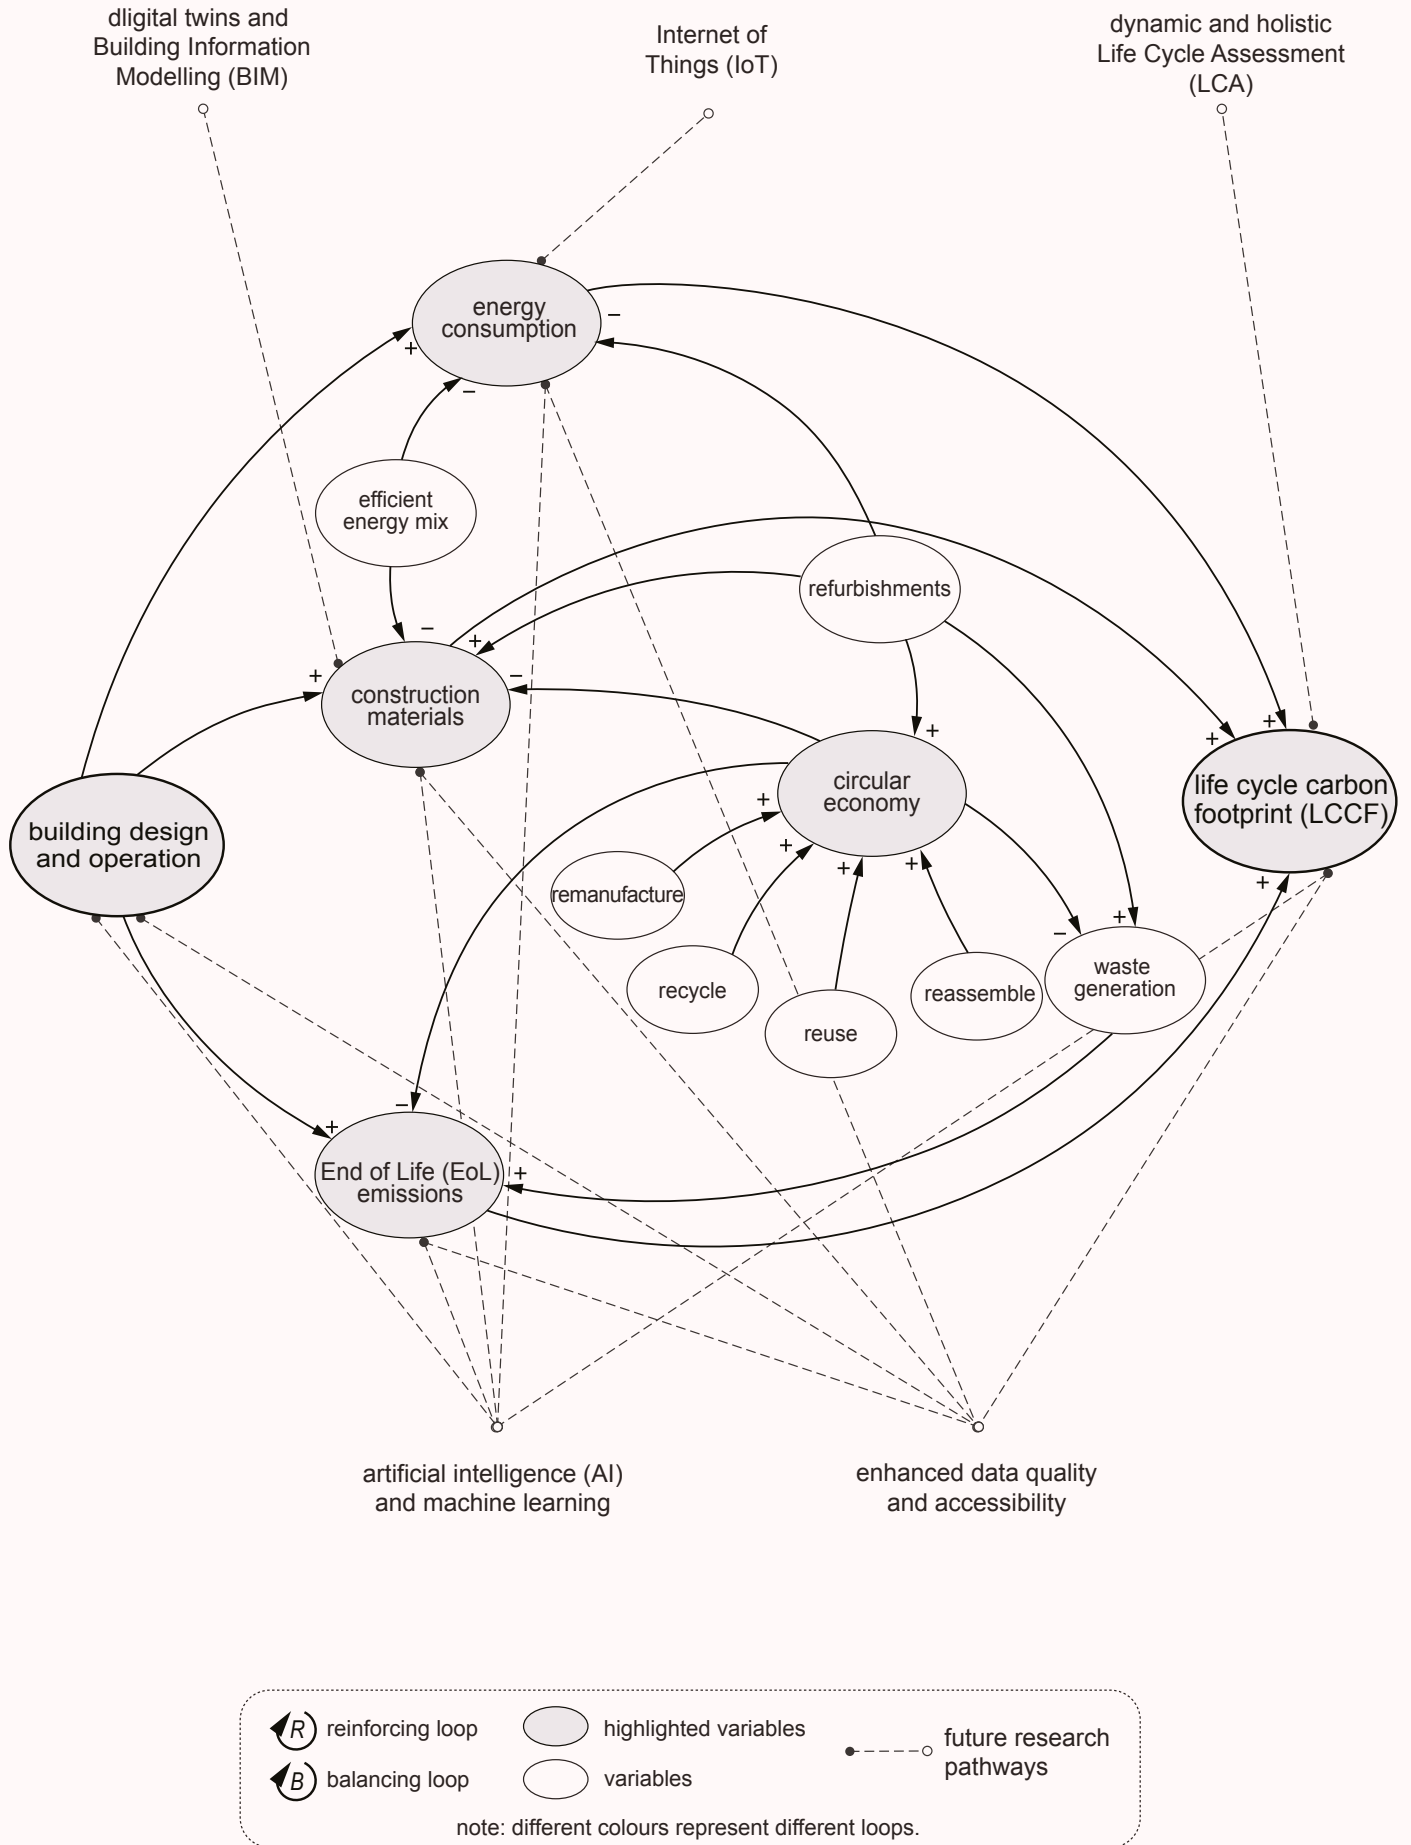 dligital twins and
Building Information
Modelling (BIM)
Internet of
Things (IoT)
dynamic and holistic
Life Cycle Assessment
(LCA)
energy
consumption
−
+
−
efficient
energy mix
refurbishments
−
+
+
−
construction
materials
+
+
+
circular
economy
life cycle carbon
footprint (LCCF)
building design
and operation
+
+
+
+
remanufacture
recycle
reuse
reassemble
+
−
+
waste
generation
−
+
End of Life (EoL)
emissions
+
artificial intelligence (AI)
and machine learning
enhanced data quality
and accessibility
R reinforcing loop
B balancing loop
highlighted variables
variables
future research
pathways
note: different colours represent different loops.